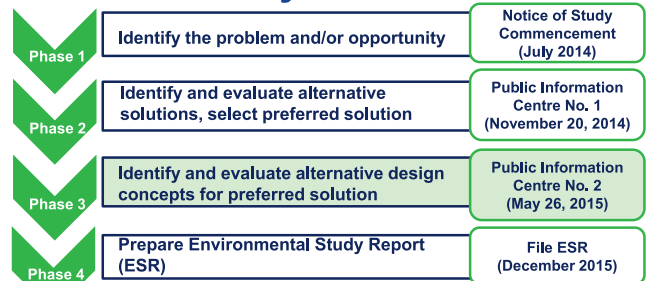 Phase 1
Identify the problem and/or opportunity
Notice of Study
Commencement
(July 2014)
Phase 2
Identify and evaluate alternative
solutions, select preferred solution
Public Information
Centre No. 1
(November 20, 2014)
Phase 3
Identify and evaluate alternative design
concepts for preferred solution
Public Information
Centre No. 2
(May 26, 2015)
Phase 4
Prepare Environmental Study Report
(ESR)
File ESR
(December 2015)